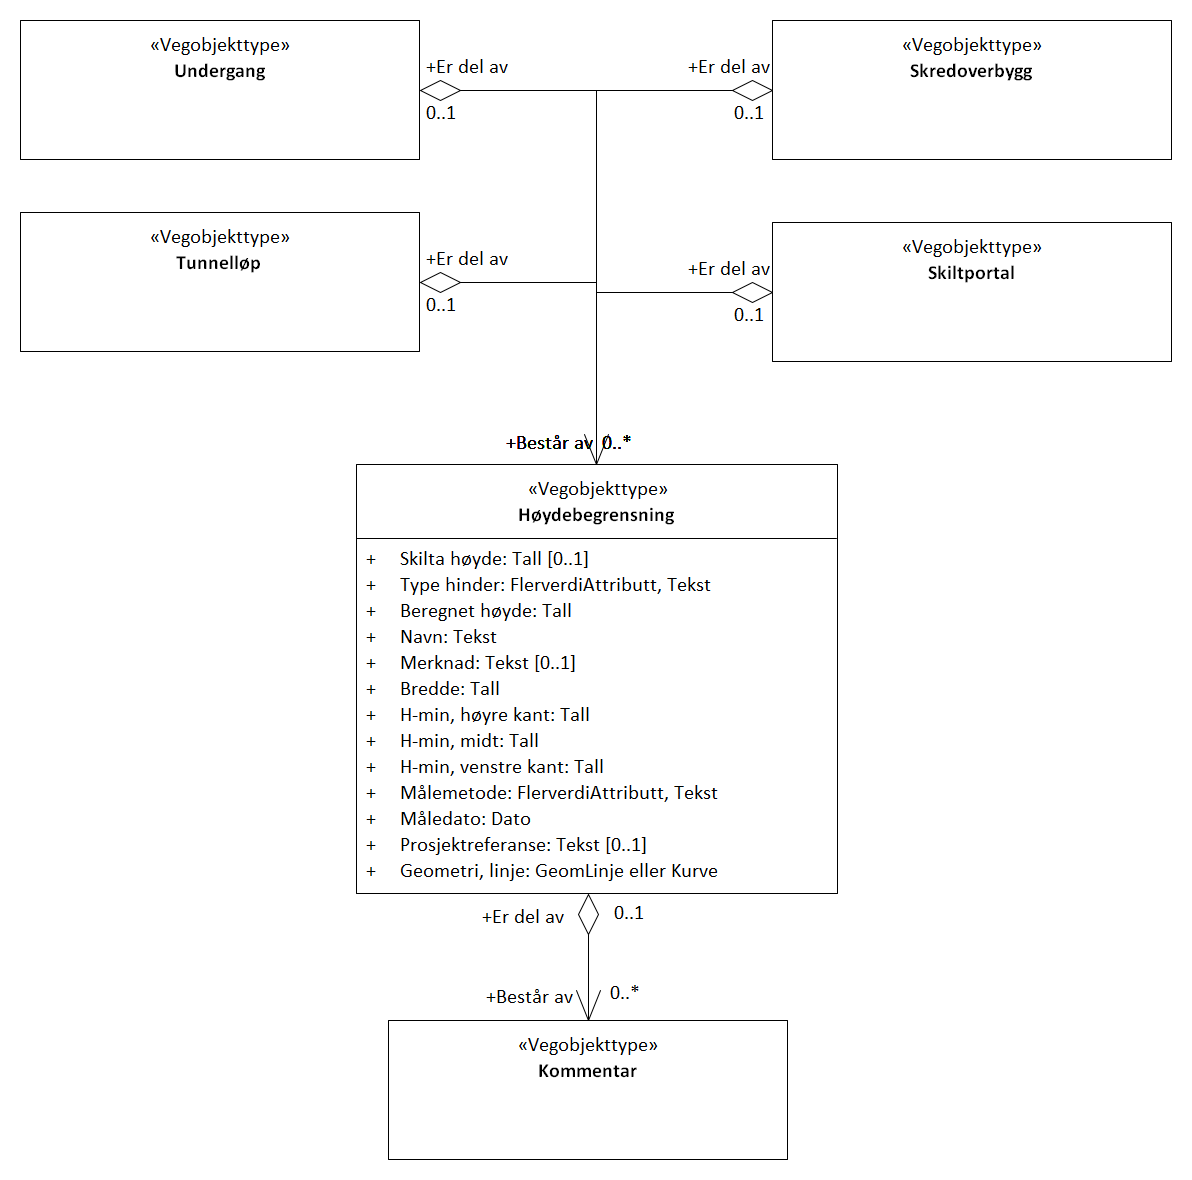 «Vegobjekttype»
Undergang
+Er del av
0..1
«Vegobjekttype»
Skredoverbygg
+Er del av
0..1
«Vegobjekttype»
Tunnelløp
+Er del av
0..1
«Vegobjekttype»
Skiltportal
+Er del av
0..1
+Består av 0..*
«Vegobjekttype»
Høydebegrensning
+ Skilta høyde: Tall [0..1]
+ Type hinder: FlerverdiAttributt, Tekst
+ Beregnet høyde: Tall
+ Navn: Tekst
+ Merknad: Tekst [0..1]
+ Bredde: Tall
+ H-min, høyre kant: Tall
+ H-min, midt: Tall
+ H-min, venstre kant: Tall
+ Målemetode: FlerverdiAttributt, Tekst
+ Måledato: Dato
+ Prosjektreferanse: Tekst [0..1]
+ Geometri, linje: GeomLinje eller Kurve
+Er del av 0..1
+Består av 0..*
«Vegobjekttype»
Kommentar